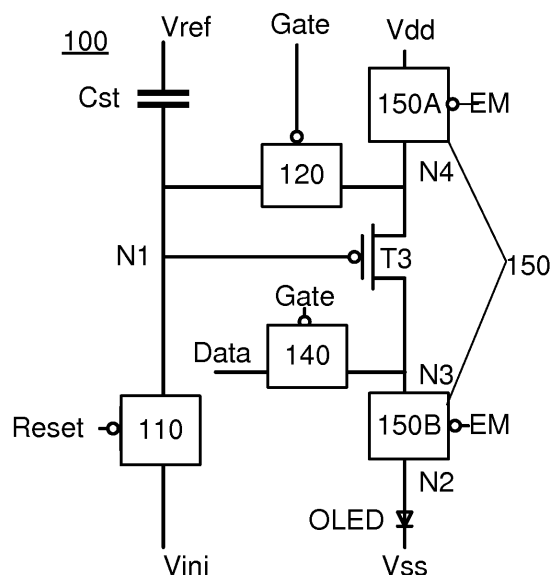 100
Vref
Gate
Vdd
Cst
150A
EM
120
N4
N1
T3
150
Gate
Data
140
N3
Reset
110
150B
EM
N2
OLED
Vini
Vss